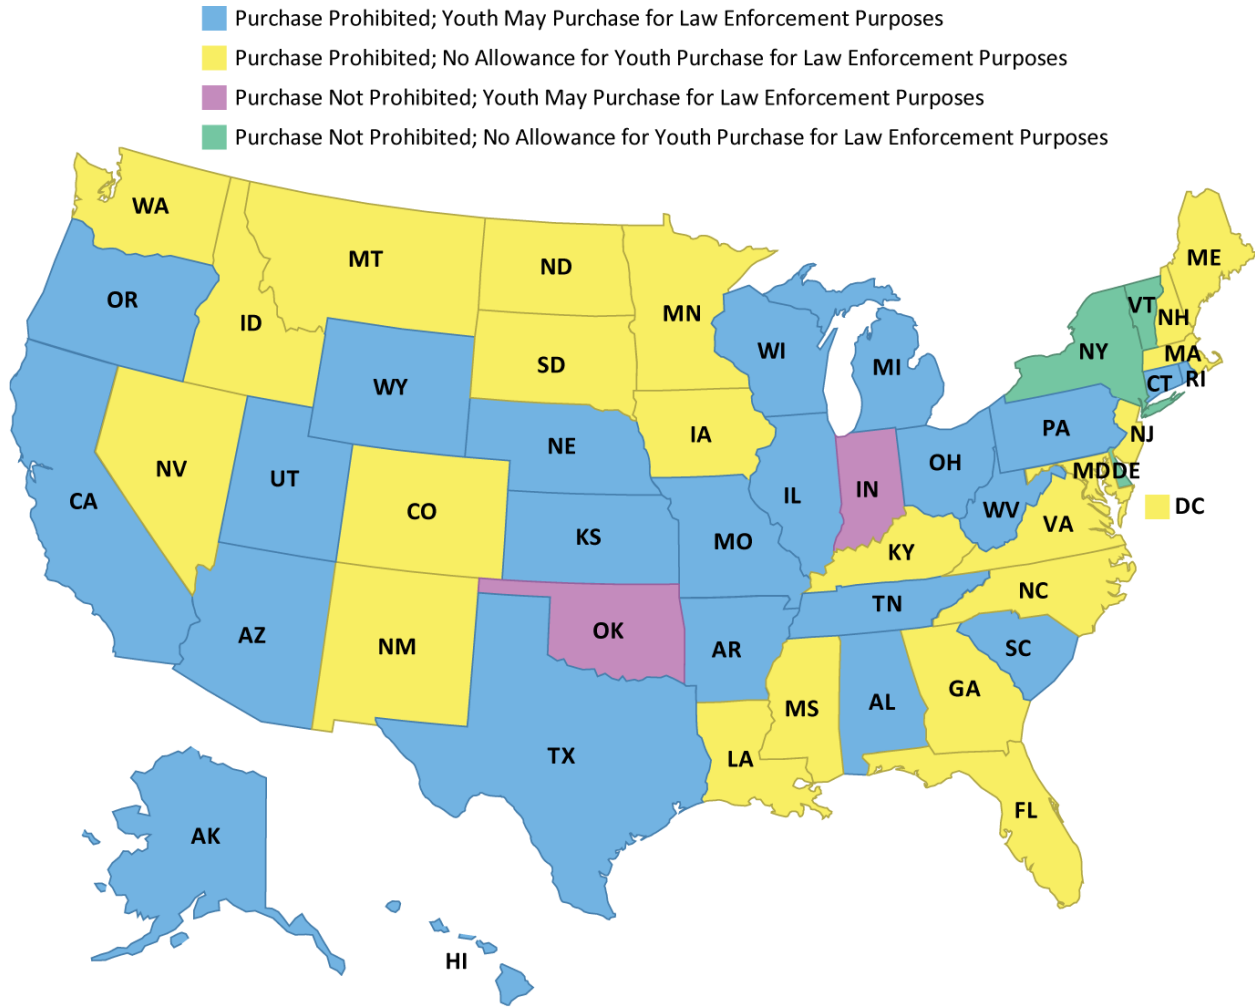 Purchase Prohibited; Youth May Purchase for Law Enforcement Purposes
Purchase Prohibited; No Allowance for Youth Purchase for Law Enforcement Purposes
Purchase Not Prohibited; Youth May Purchase for Law Enforcement Purposes
Purchase Not Prohibited; No Allowance for Youth Purchase for Law Enforcement Purposes
WA
MT
ND
MN
ME
OR
ID
SD
WI
MI
VT
NH
NY
MA
WY
CT
RI
NV
UT
NE
IA
PA
NJ
CA
CO
KS
MO
IL
IN
OH
WV
MD
DE
DC
VA
KY
AZ
NM
OK
AR
TN
NC
SC
TX
LA
MS
AL
GA
FL
AK
HI